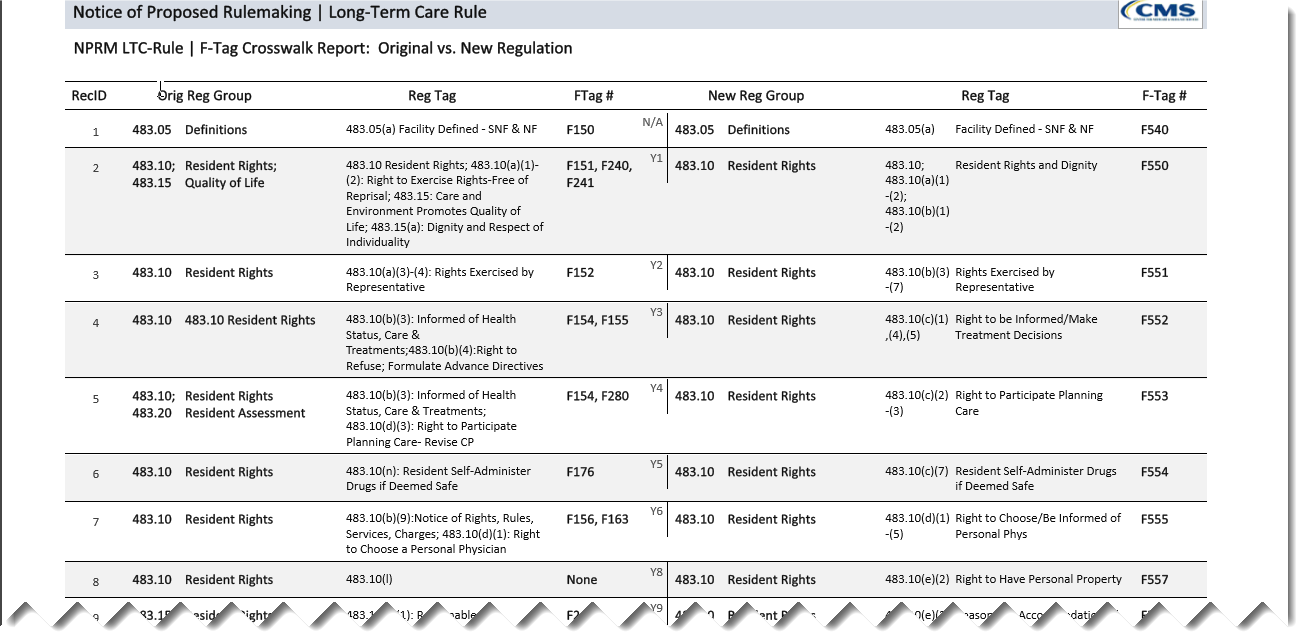 Notice of Proposed Rulemaking | Long-Term Care Rule
CMS
NPRM LTC-Rule | F-Tag Crosswalk Report: Original vs. New Regulation
RecID Orig Reg Group Reg Tag FTag # New Reg Group Reg Tag F-Tag #
1 483.05 Definitions 483.05(a) Facility Defined - SNF & NF F150 N/A 483.05 Definitions 483.05(a) Facility Defined - SNF & NF F540
2 483.10; Resident Rights; 483.10 Resident Rights; 483.10(a)(1)- F151, F240, Y1 483.10 Resident Rights 483.10; Resident Rights and Dignity F550
483.15 Quality of Life (2): Right to Exercise Rights-Free of F241 483.10(a)(1)
Reprisal; 483.15: Care and -(2);
Environment Promotes Quality of 483.10(b)(1)
Life; 483.15(a): Dignity and Respect of -(2)
Individuality
3 483.10 Resident Rights 483.10(a)(3)-(4): Rights Exercised by F152 Y2 483.10 Resident Rights 483.10(b)(3) Rights Exercised by F551
Representative -(7) Representative
4 483.10 483.10 Resident Rights 483.10(b)(3): Informed of Health F154, F155 Y3 483.10 Resident Rights 483.10(c)(1) Right to be Informed/Make F552
Status, Care & ,(4),(5) Treatment Decisions
Treatments;483.10(b)(4):Right to
Refuse; Formulate Advance Directives
5 483.10; Resident Rights 483.10(b)(3): Informed of Health F154, F280 Y4 483.10 Resident Rights 483.10(c)(2) Right to Participate Planning F553
483.20 Resident Assessment Status, Care & Treatments; -(3) Care
483.10(d)(3): Right to Participate
Planning Care- Revise CP
6 483.10 Resident Rights 483.10(n): Resident Self-Administer F176 Y5 483.10 Resident Rights 483.10(c)(7) Resident Self-Administer Drugs F554
Drugs if Deemed Safe if Deemed Safe
7 483.10 Resident Rights 483.10(b)(9):Notice of Rights, Rules, F156, F163 Y6 483.10 Resident Rights 483.10(d)(1) Right to Choose/Be Informed of F555
Services, Charges; 483.10(d)(1): Right -(5) Personal Phys
to Choose a Personal Physician
8 483.10 Resident Rights 483.10(l) None Y8 483.10 Resident Rights 483.10(e)(2) Right to Have Personal Property F557
9 Y9